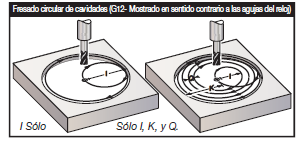 Fresado circular de cavidades (G12- Mostrado en sentido contrario a las agujas del reloj)
I
K
I Sólo
Sólo I, K, y Q.